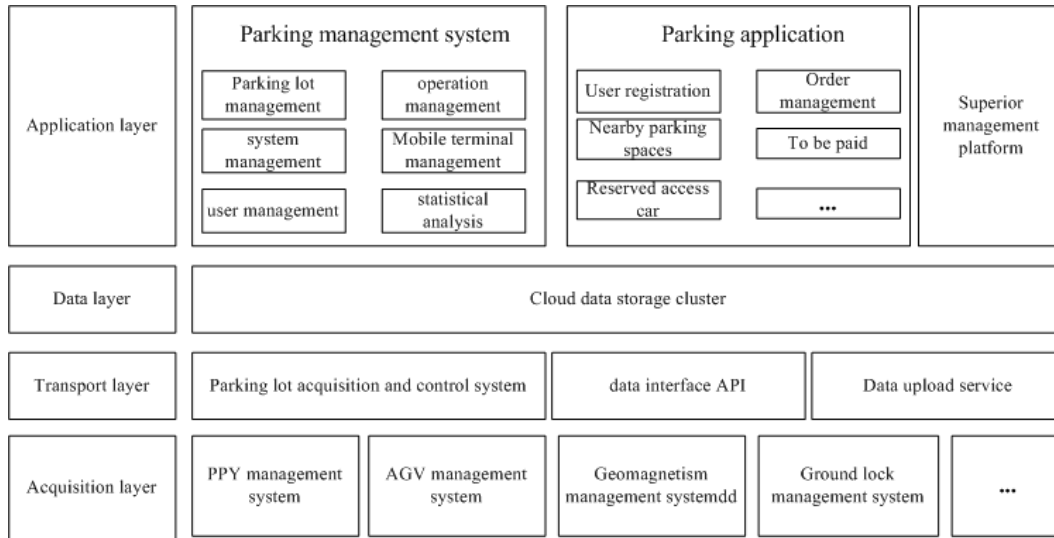 Application layer
Parking management system
Parking lot
management
operation
management
system
management
Mobile terminal
management
user management
statistical
analysis
Parking application
User registration
Order
management
Nearby parking
spaces
To be paid
Reserved access
car
...
Superior
management
platform
Data layer
Cloud data storage cluster
Transport layer
Parking lot acquisition and control system
data interface API
Data upload service
Acquisition layer
PPY management
system
AGV management
system
Geomagnetism
management systemdd
Ground lock
management system
...